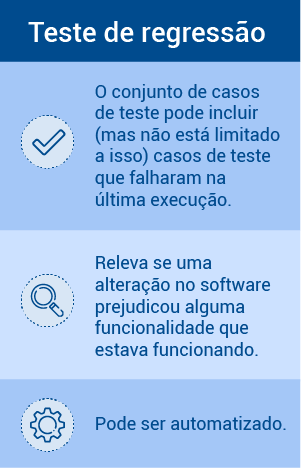 Teste de regressão
O conjunto de casos
de teste pode incluir
(mas não está limitado
a isso) casos de teste
que falharam na
última execução.
Releva se uma
alteração no software
prejudicou alguma
funcionalidade que
estava funcionando.
Pode ser automatizado.